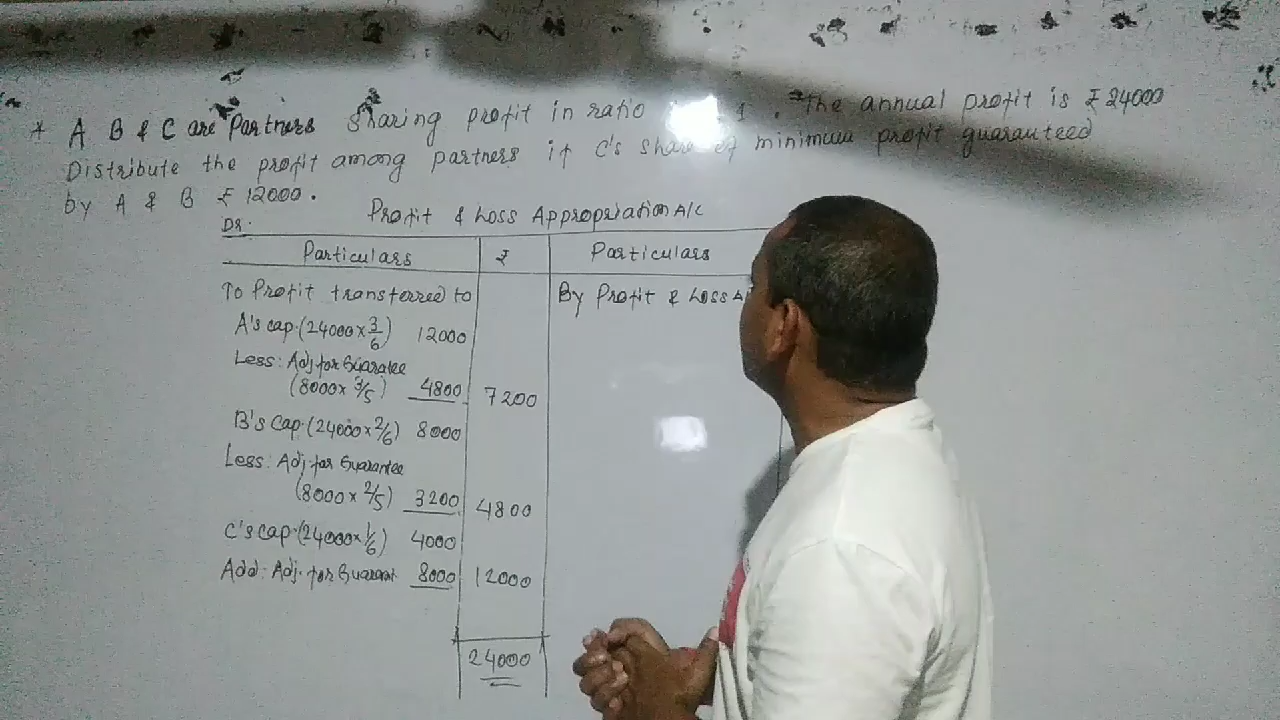 * A B & C are Partners sharing profit in ratio 1. The annual profit is ₹ 24000
Distribute the profit among partners if C's share of minimum profit guaranteed
by A & B ₹ 12000.
Profit & Loss Appropriation A/c
Dr.
Particulars ₹ Particulars
To Profit transferred to By Profit & Loss A/
A's cap. (24000 x 3/6) 12000
Less: Adj for Guarantee
(8000 x 3/5) 4800 7200
B's Cap. (24000 x 2/6) 8000
Less: Adj. for Guarantee
(8000 x 2/5) 3200 4800
C's Cap. (24000 x 1/6) 4000
Add: Adj. for Guarant 8000 12000
24000